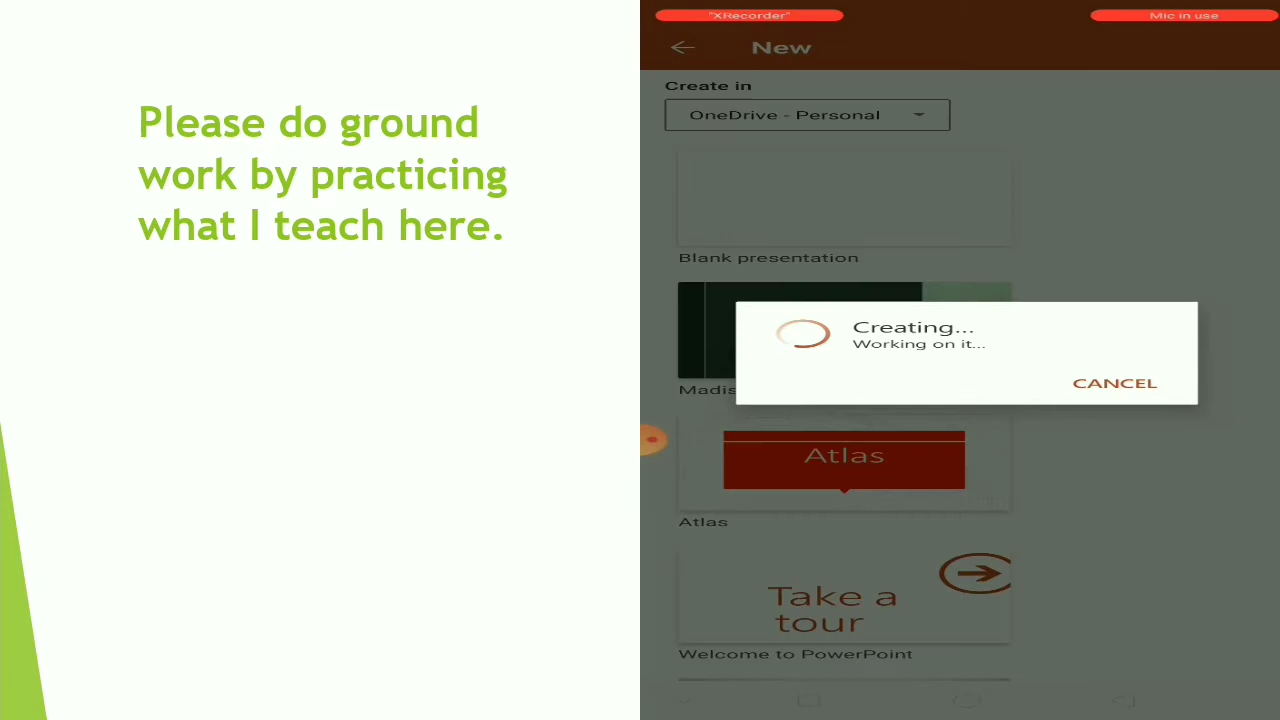 Please do ground
work by practicing
what I teach here.
"XRecorder"
Mic in use
New
Create in
OneDrive - Personal
Blank presentation
Creating...
Working on it...
CANCEL
Madis
Atlas
Atlas
Take a
tour
Welcome to PowerPoint